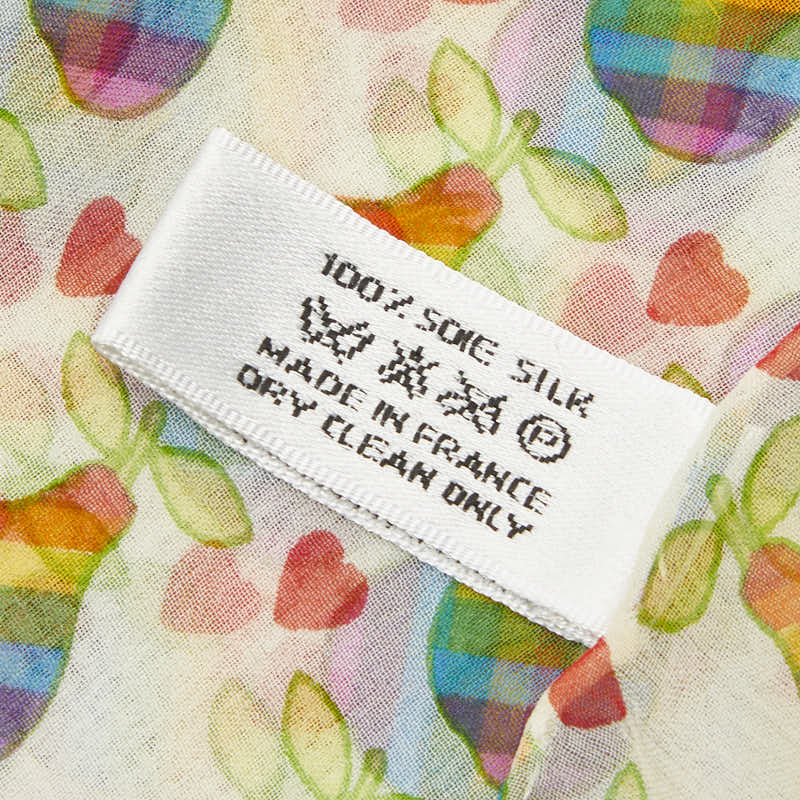 100% SOIE SILK
P
MADE IN FRANCE
DRY CLEAN ONLY